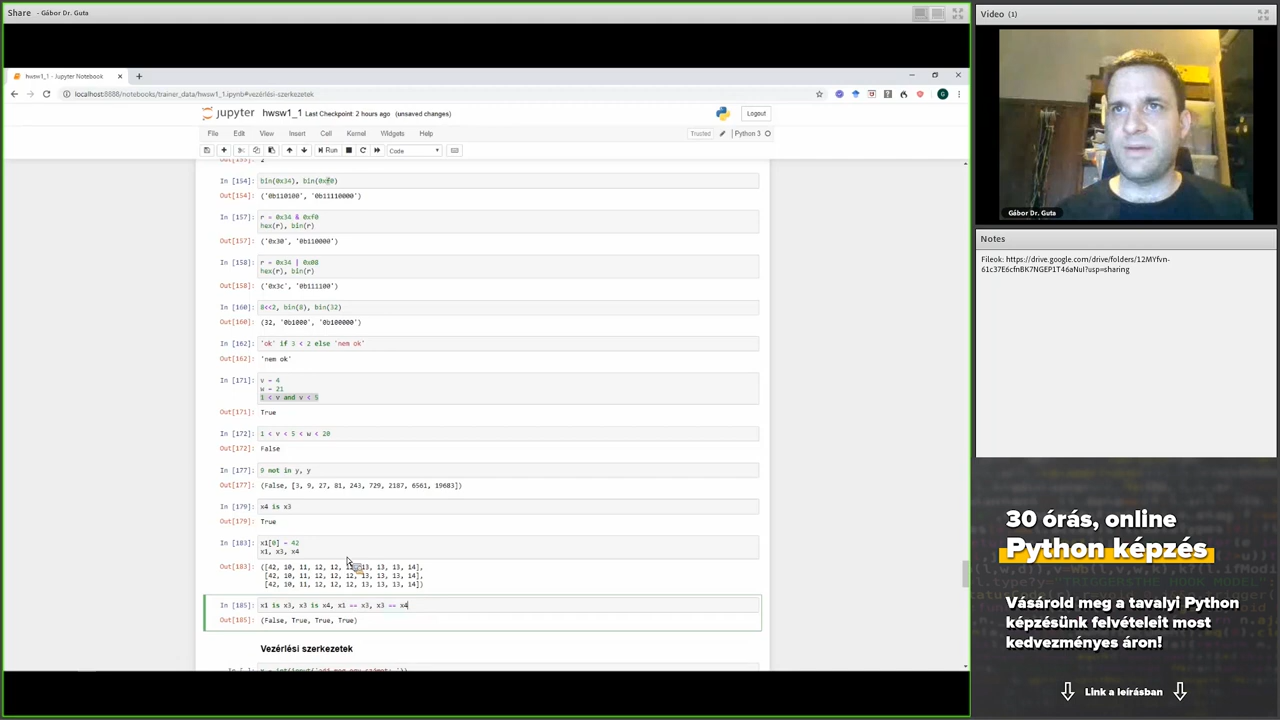 Share - Gábor Dr. Guta
hwsw1_1 - Jupyter Notebook
localhost:8888/notebooks/trainer_data/hwsw1_1.ipynb#vezérlési-szerkezetek
jupyter hwsw1_1 Last Checkpoint: 2 hours ago (unsaved changes)
Logout
File Edit View Insert Cell Kernel Widgets Help
Trusted
Python 3
Run
Code
Out[153]: 2
In [154]: bin(0x34), bin(0xf0)
Out[154]: ('0b110100', '0b11110000')
In [157]: r = 0x34 & 0xf0
hex(r), bin(r)
Out[157]: ('0x30', '0b110000')
In [158]: r = 0x34 | 0x08
hex(r), bin(r)
Out[158]: ('0x3c', '0b111100')
In [160]: 8<<2, bin(8), bin(32)
Out[160]: (32, '0b1000', '0b100000')
In [162]: 'ok' if 3 < 2 else 'nem ok'
Out[162]: 'nem ok'
In [171]: v = 4
w = 21
1 < v and v < 5
Out[171]: True
In [172]: 1 < v < 5 < w < 20
Out[172]: False
In [177]: 9 not in y, y
Out[177]: (False, [3, 9, 27, 81, 243, 729, 2187, 6561, 19683])
In [179]: x4 is x3
Out[179]: True
In [183]: x1[0] = 42
x1, x3, x4
Out[183]: ([42, 10, 11, 12, 12, 12, 13, 13, 13, 14],
[42, 10, 11, 12, 12, 12, 13, 13, 13, 14],
[42, 10, 11, 12, 12, 12, 13, 13, 13, 14])
In [185]: x1 is x3, x3 is x4, x1 == x3, x3 == x4
Out[185]: (False, True, True, True)
Vezérlési szerkezetek
Video (1)
Gábor Dr. Guta
Notes
Fileok: https://drive.google.com/drive/folders/12MYfvn-
61c37E6cfnBK7NGEP1T46aNuI?usp=sharing
30 órás, online
Python képzés
Vásárold meg a tavalyi Python
képzésünk felvételeit most
kedvezményes áron!
Link a leírásban